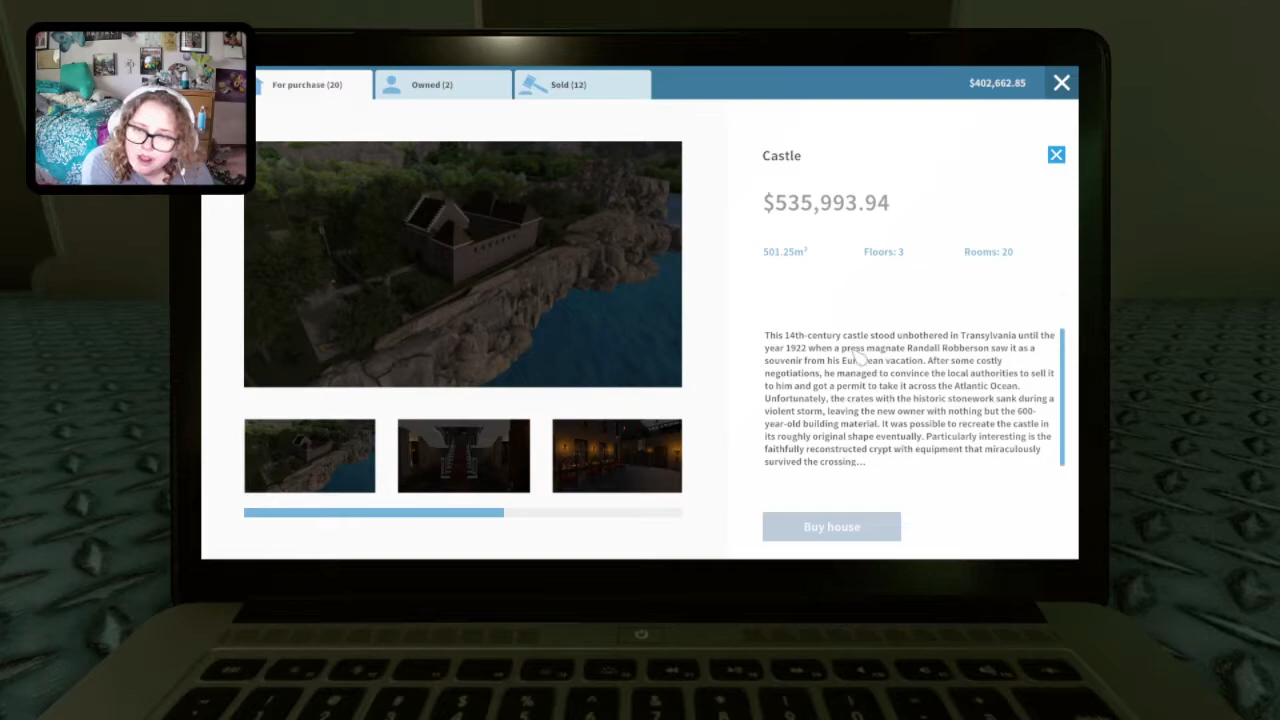 For purchase (20)
Owned (2)
Sold (12)
$402,662.85
Castle
$535,993.94
501.25m²
Floors: 3
Rooms: 20
This 14th-century castle stood unbothered in Transylvania until the
year 1922 when a press magnate Randall Robberson saw it as a
souvenir from his European vacation. After some costly
negotiations, he managed to convince the local authorities to sell it
to him and got a permit to take it across the Atlantic Ocean.
Unfortunately, the crates with the historic stonework sank during a
violent storm, leaving the new owner with nothing but the 600-
year-old building material. It was possible to recreate the castle in
its roughly original shape eventually. Particularly interesting is the
faithfully reconstructed crypt with equipment that miraculously
survived the crossing...
Buy house